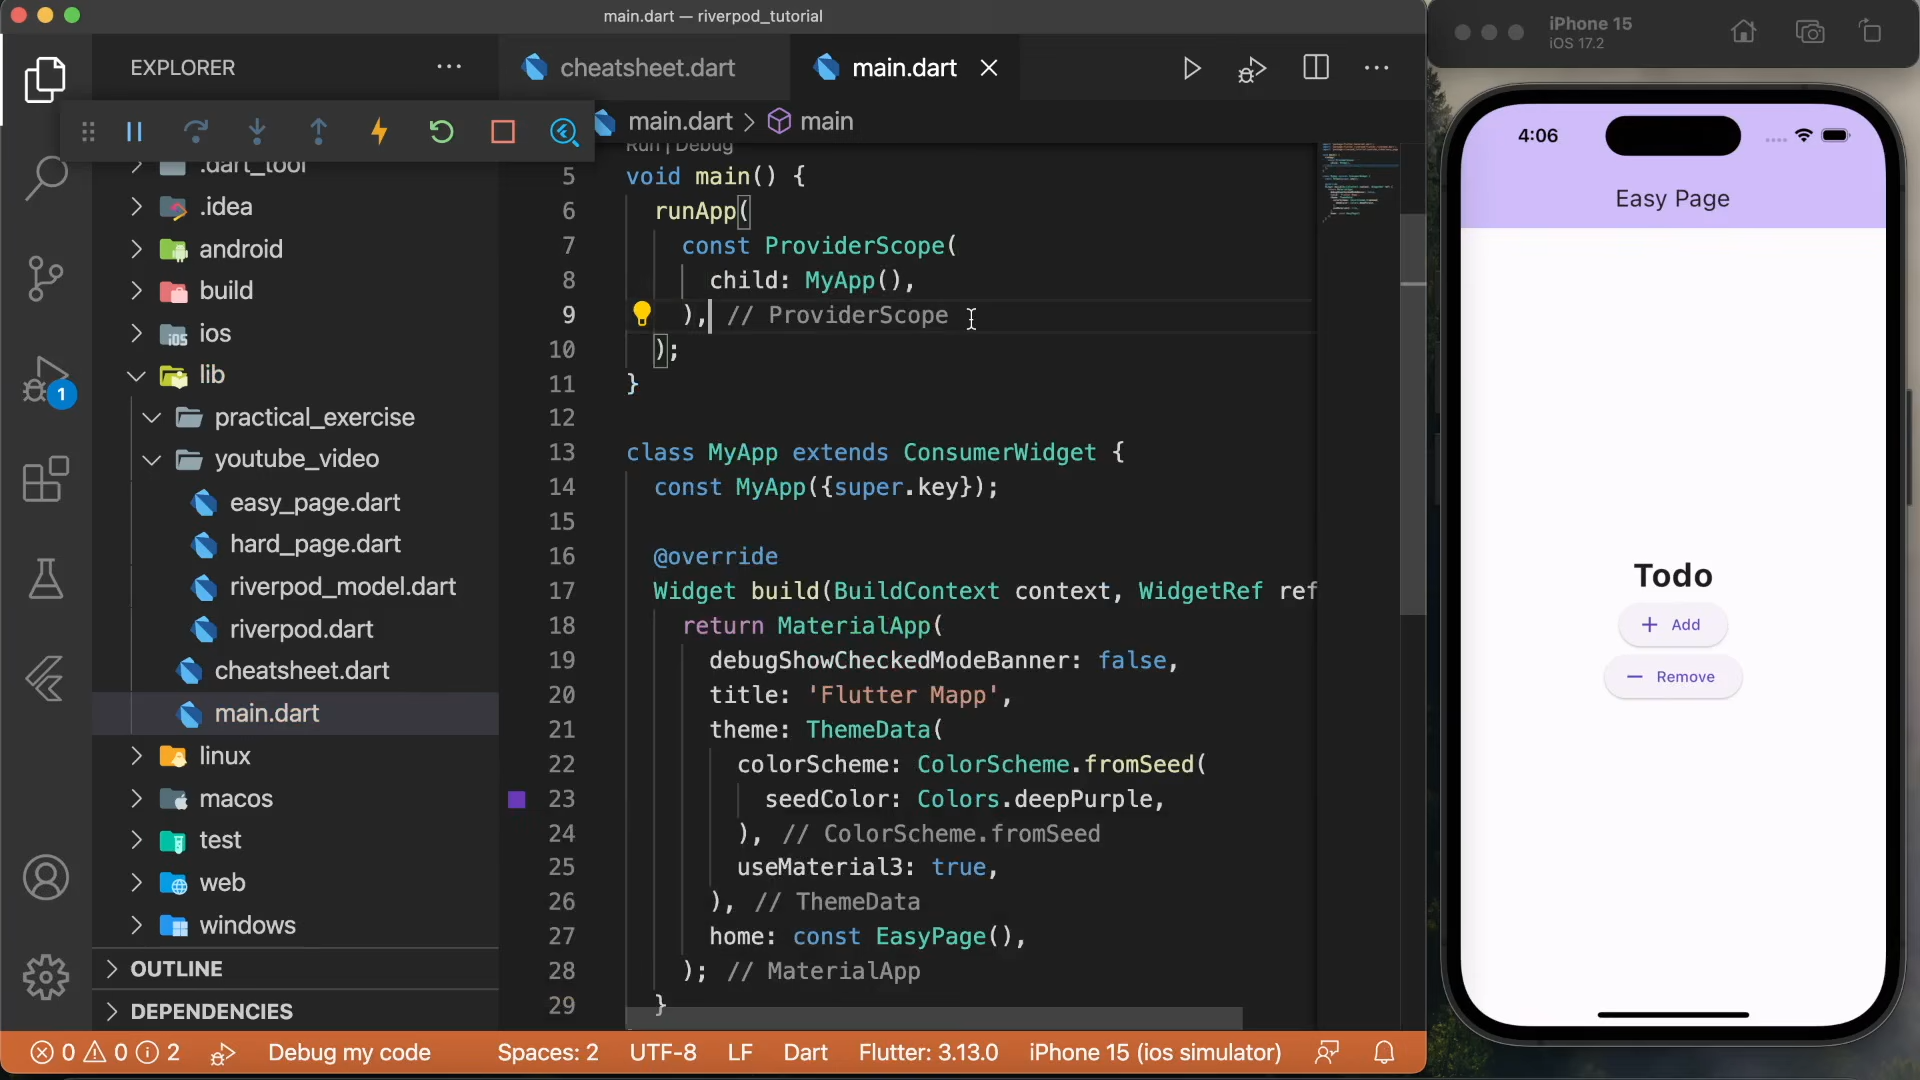 main.dart — riverpod_tutorial
EXPLORER
.dart_tool
.idea
android
build
ios
lib
practical_exercise
youtube_video
easy_page.dart
hard_page.dart
riverpod_model.dart
riverpod.dart
cheatsheet.dart
main.dart
linux
macos
test
web
windows
OUTLINE
DEPENDENCIES
1
cheatsheet.dart
main.dart
main.dart > main
Run | Debug
5 void main() {
6 runApp(
7 const ProviderScope(
8 child: MyApp(),
9 ), // ProviderScope
10 );
11 }
12
13 class MyApp extends ConsumerWidget {
14 const MyApp({super.key});
15
16 @override
17 Widget build(BuildContext context, WidgetRef ref
18 return MaterialApp(
19 debugShowCheckedModeBanner: false,
20 title: 'Flutter Mapp',
21 theme: ThemeData(
22 colorScheme: ColorScheme.fromSeed(
23 seedColor: Colors.deepPurple,
24 ), // ColorScheme.fromSeed
25 useMaterial3: true,
26 ), // ThemeData
27 home: const EasyPage(),
28 ); // MaterialApp
29 }
0 0 2 Debug my code Spaces: 2 UTF-8 LF Dart Flutter: 3.13.0 iPhone 15 (ios simulator)
iPhone 15
iOS 17.2
4:06
Easy Page
Todo
+ Add
− Remove